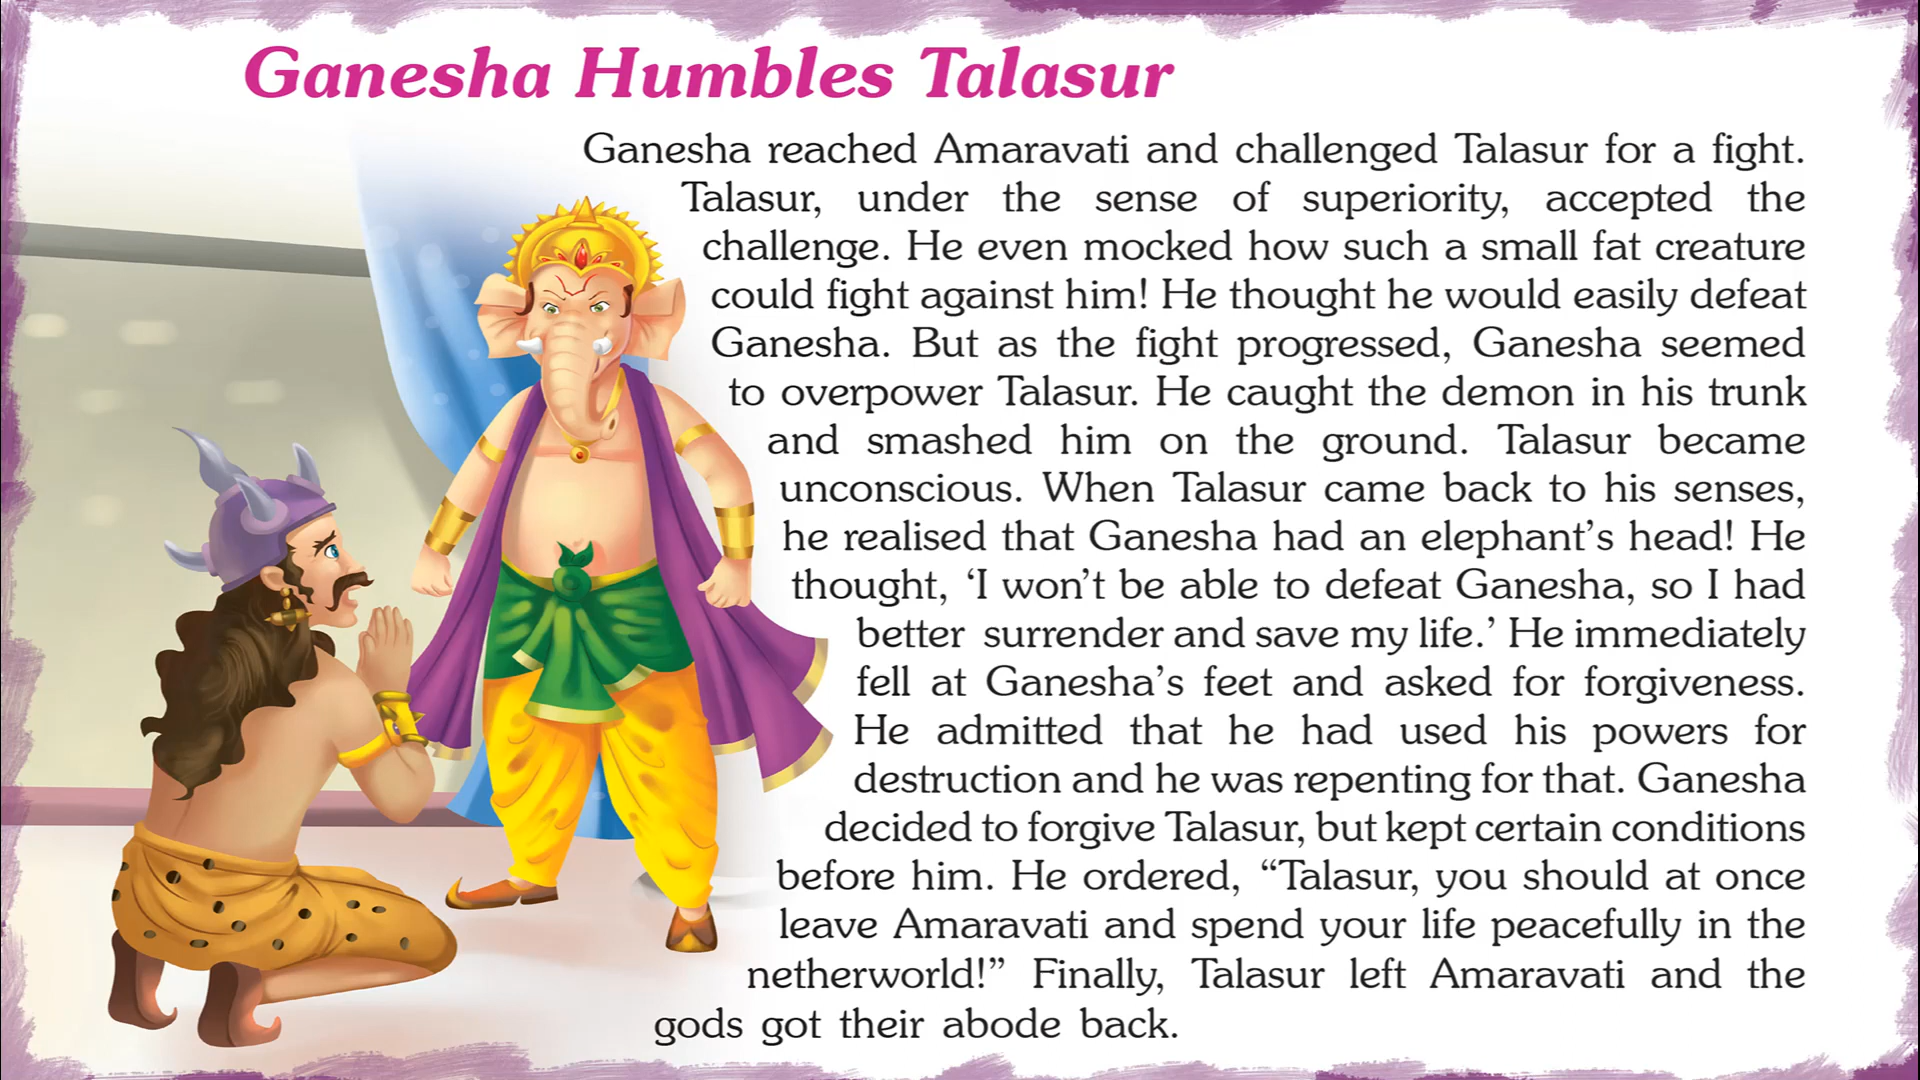 Ganesha Humbles Talasur
Ganesha reached Amaravati and challenged Talasur for a fight.
Talasur, under the sense of superiority, accepted the
challenge. He even mocked how such a small fat creature
could fight against him! He thought he would easily defeat
Ganesha. But as the fight progressed, Ganesha seemed
to overpower Talasur. He caught the demon in his trunk
and smashed him on the ground. Talasur became
unconscious. When Talasur came back to his senses,
he realised that Ganesha had an elephant’s head! He
thought, ‘I won’t be able to defeat Ganesha, so I had
better surrender and save my life.’ He immediately
fell at Ganesha’s feet and asked for forgiveness.
He admitted that he had used his powers for
destruction and he was repenting for that. Ganesha
decided to forgive Talasur, but kept certain conditions
before him. He ordered, “Talasur, you should at once
leave Amaravati and spend your life peacefully in the
netherworld!” Finally, Talasur left Amaravati and the
gods got their abode back.